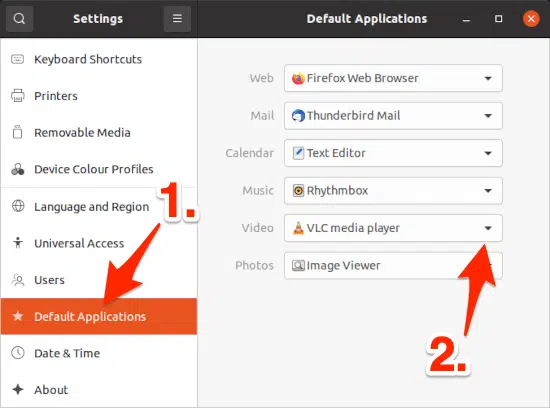 Settings
Default Applications
Keyboard Shortcuts
Printers
Removable Media
Device Colour Profiles
Language and Region
Universal Access
Users
Default Applications
Date & Time
About
Web Firefox Web Browser
Mail Thunderbird Mail
Calendar Text Editor
Music Rhythmbox
Video VLC media player
Photos Image Viewer
1.
2.